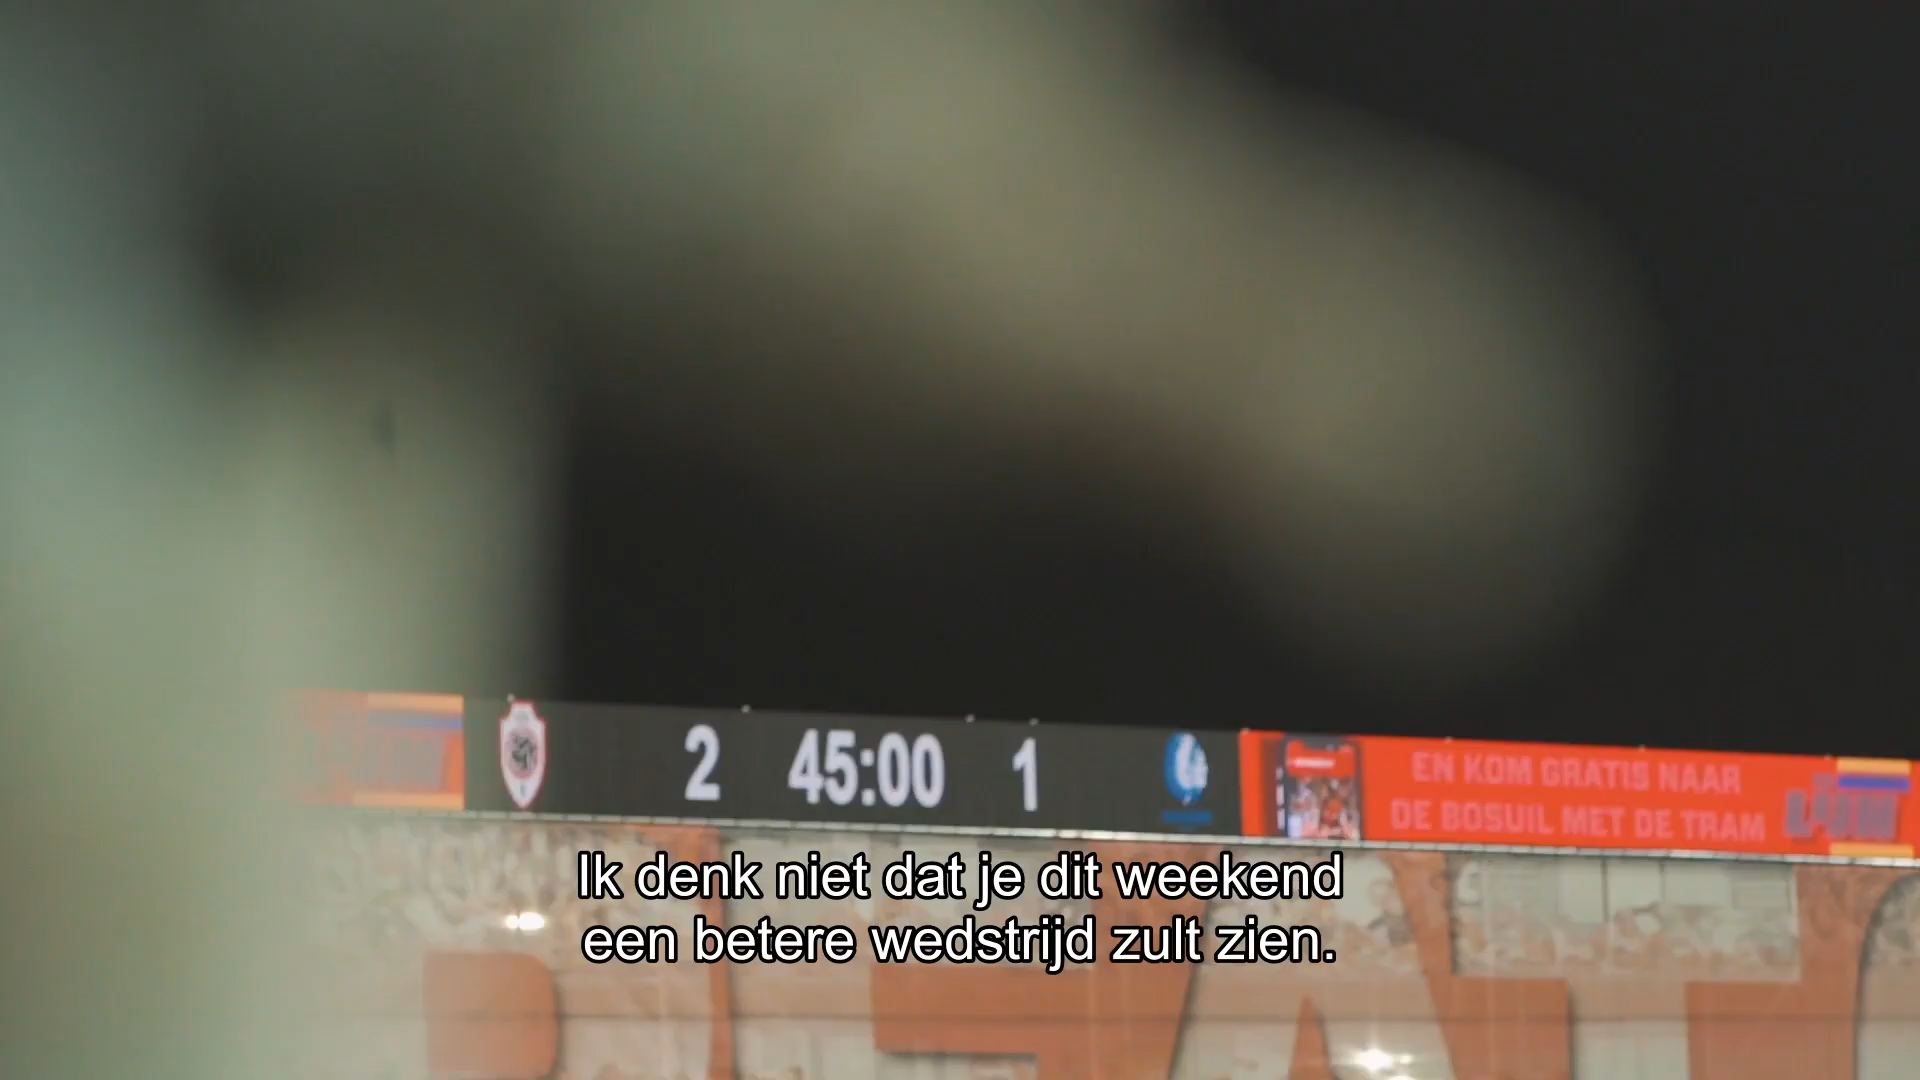 2 45:00 1
EN KOM GRATIS NAAR
DE BOSUIL MET DE TRAM
Ik denk niet dat je dit weekend
een betere wedstrijd zult zien.